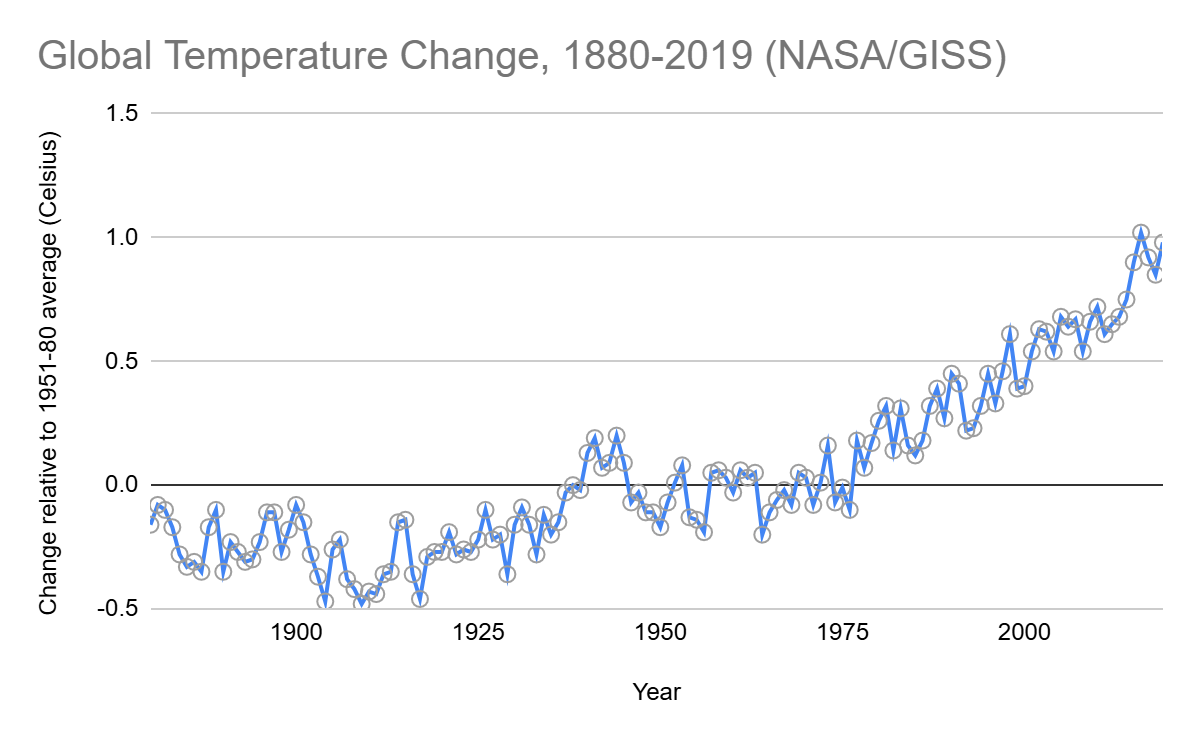 Global Temperature Change, 1880-2019 (NASA/GISS)
Change relative to 1951-80 average (Celsius)
1.5
1.0
0.5
0.0
-0.5
1900 1925 1950 1975 2000
Year